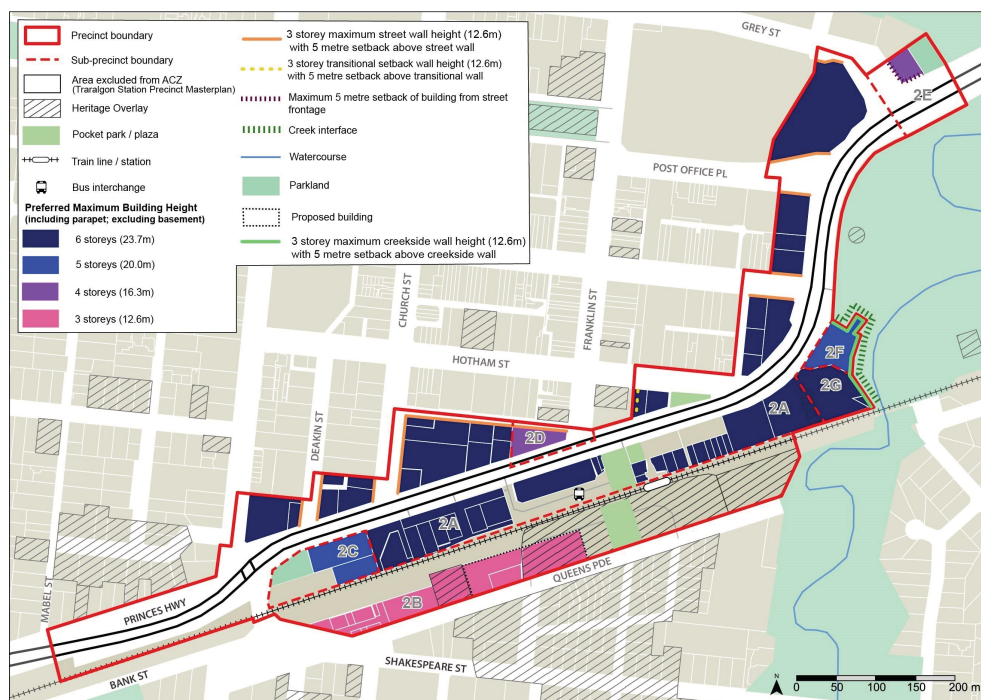 Precinct boundary
Sub-precinct boundary
Area excluded from ACZ
(Traralgon Station Precinct Masterplan)
Heritage Overlay
Pocket park / plaza
Train line / station
Bus interchange
Preferred Maximum Building Height
(including parapet; excluding basement)
6 storeys (23.7m)
5 storeys (20.0m)
4 storeys (16.3m)
3 storeys (12.6m)
3 storey maximum street wall height (12.6m)
with 5 metre setback above street wall
3 storey transitional setback wall height (12.6m)
with 5 metre setback above transitional wall
Maximum 5 metre setback of building from street
frontage
Creek interface
Watercourse
Parkland
Proposed building
3 storey maximum creekside wall height (12.6m)
with 5 metre setback above creekside wall
GREY ST
2E
POST OFFICE PL
CHURCH ST
FRANKLIN ST
HOTHAM ST
DEAKIN ST
2F
2G
2A
2D
2A
2C
2B
QUEENS PDE
MABEL ST
PRINCES HWY
BANK ST
SHAKESPEARE ST
N
0 50 100 150 200 m